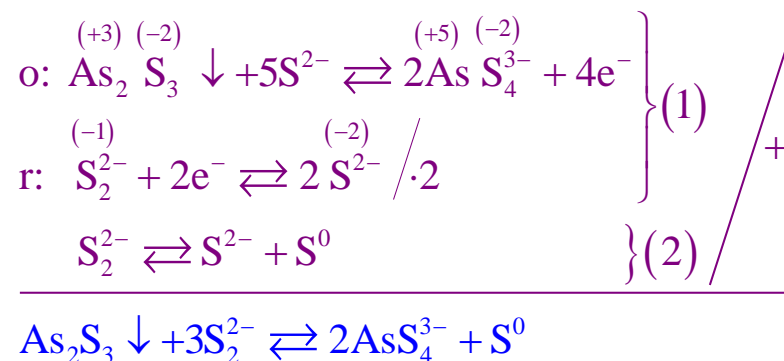 (+3) (−2) (+5) (−2)
o: As₂ S₃ ↓ +5S²⁻ ⇄ 2As S₄³⁻ + 4e⁻
(−1) (−2)
r: S₂²⁻ + 2e⁻ ⇄ 2 S²⁻ /·2
}(1)
S₂²⁻ ⇄ S²⁻ + S⁰ }(2) / +
As₂S₃ ↓ +3S₂²⁻ ⇄ 2AsS₄³⁻ + S⁰